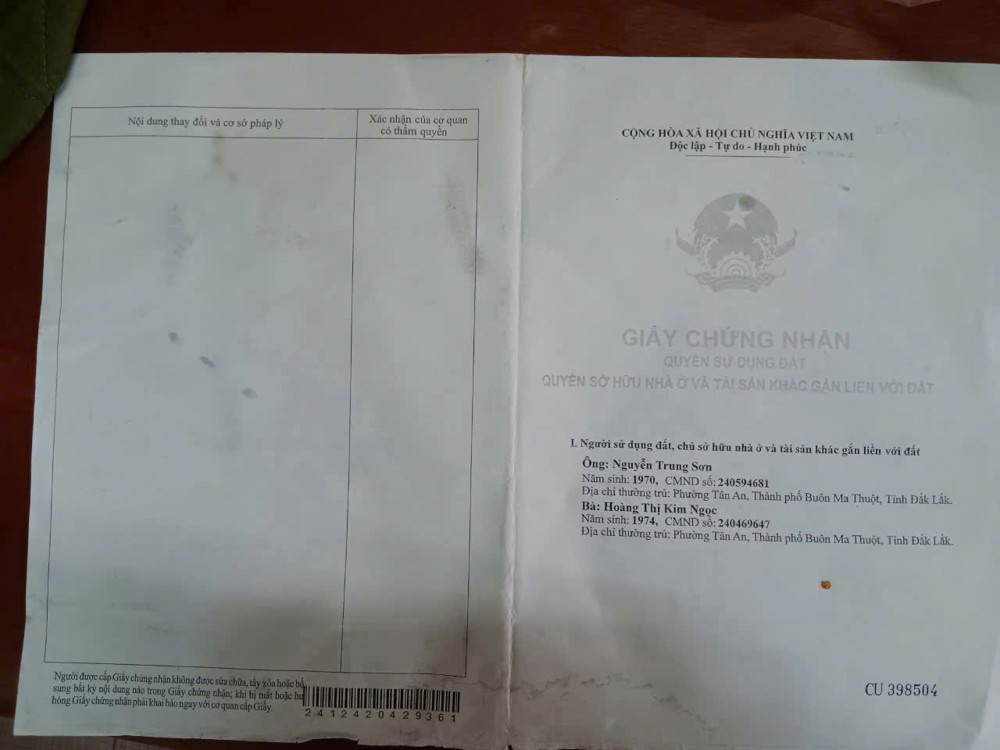 Nội dung thay đổi và cơ sở pháp lý
Xác nhận của cơ quan
có thẩm quyền
Người được cấp Giấy chứng nhận không được sửa chữa, tẩy xóa hoặc bổ
sung bất kỳ nội dung nào trong Giấy chứng nhận; khi bị mất hoặc hư
hỏng Giấy chứng nhận phải khai báo ngay với cơ quan cấp Giấy.
2412420429361
CỘNG HÒA XÃ HỘI CHỦ NGHĨA VIỆT NAM
Độc lập - Tự do - Hạnh phúc
GIẤY CHỨNG NHẬN
QUYỀN SỬ DỤNG ĐẤT
QUYỀN SỞ HỮU NHÀ Ở VÀ TÀI SẢN KHÁC GẮN LIỀN VỚI ĐẤT
I. Người sử dụng đất, chủ sở hữu nhà ở và tài sản khác gắn liền với đất
Ông: Nguyễn Trung Sơn
Năm sinh: 1970, CMND số: 240594681
Địa chỉ thường trú: Phường Tân An, Thành phố Buôn Ma Thuột, Tỉnh Đắk Lắk.
Bà: Hoàng Thị Kim Ngọc
Năm sinh: 1974, CMND số: 240469647
Địa chỉ thường trú: Phường Tân An, Thành phố Buôn Ma Thuột, Tỉnh Đắk Lắk.
CU 398504